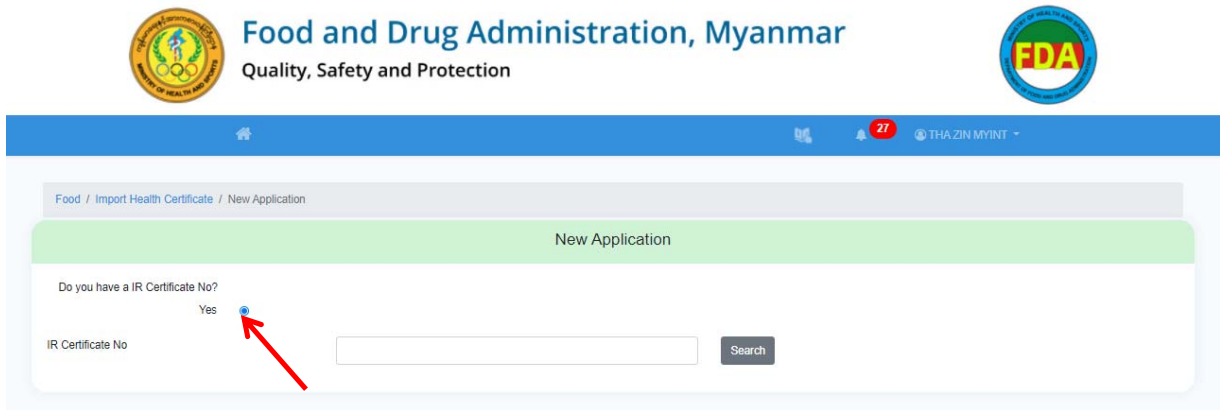 Food and Drug Administration, Myanmar
Quality, Safety and Protection
FDA
27
THA ZIN MYINT
Food / Import Health Certificate / New Application
New Application
Do you have a IR Certificate No?
Yes
IR Certificate No
Search